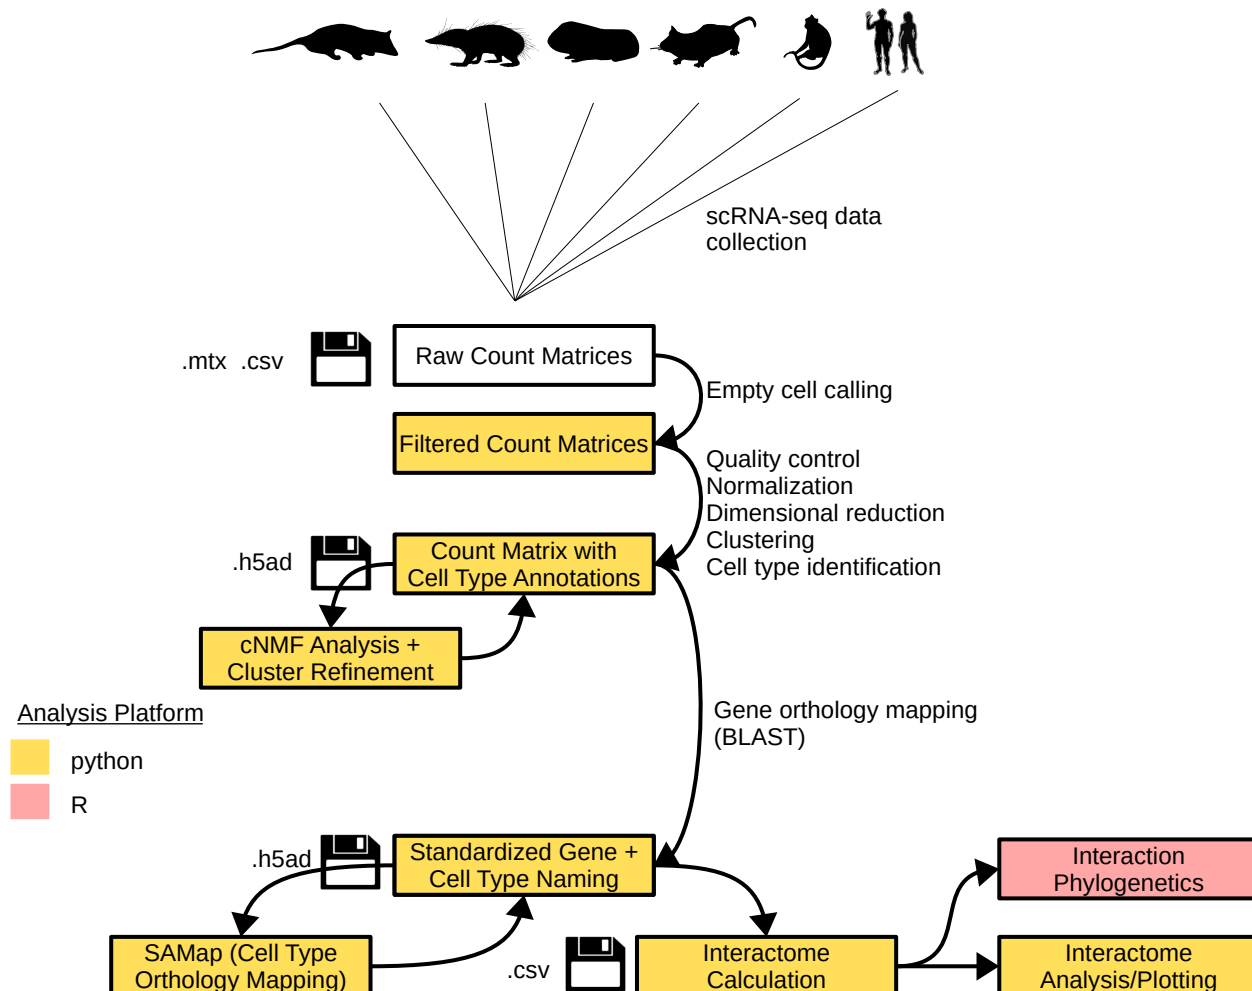 scRNA-seq data
collection
.mtx .csv
Raw Count Matrices
Empty cell calling
Filtered Count Matrices
Quality control
Normalization
Dimensional reduction
Clustering
Cell type identification
.h5ad
Count Matrix with
Cell Type Annotations
cNMF Analysis +
Cluster Refinement
Analysis Platform
python
R
Gene orthology mapping
(BLAST)
.h5ad
Standardized Gene +
Cell Type Naming
Interaction
Phylogenetics
SAMap (Cell Type
Orthology Mapping)
.csv
Interactome
Calculation
Interactome
Analysis/Plotting